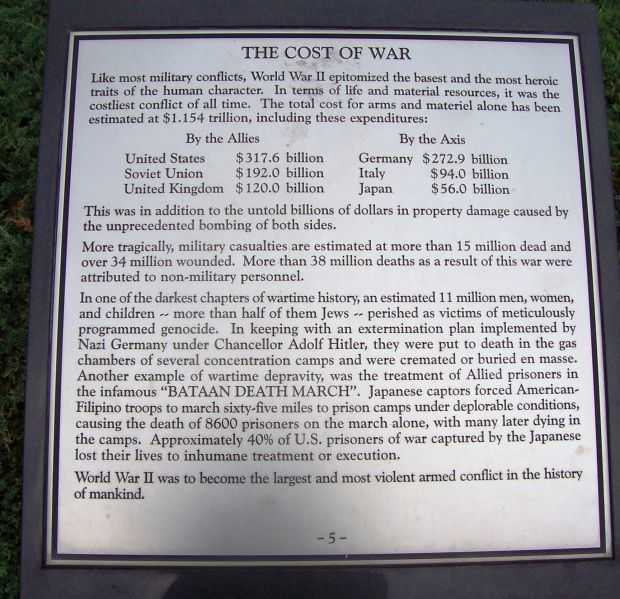 THE COST OF WAR
Like most military conflicts, World War II epitomized the basest and the most heroic
traits of the human character. In terms of life and material resources, it was the
costliest conflict of all time. The total cost for arms and materiel alone has been
estimated at $1.154 trillion, including these expenditures:
By the Allies By the Axis
United States $317.6 billion Germany $272.9 billion
Soviet Union $192.0 billion Italy $94.0 billion
United Kingdom $120.0 billion Japan $56.0 billion
This was in addition to the untold billions of dollars in property damage caused by
the unprecedented bombing of both sides.
More tragically, military casualties are estimated at more than 15 million dead and
over 34 million wounded. More than 38 million deaths as a result of this war were
attributed to non-military personnel.
In one of the darkest chapters of wartime history, an estimated 11 million men, women,
and children -- more than half of them Jews -- perished as victims of meticulously
programmed genocide. In keeping with an extermination plan implemented by
Nazi Germany under Chancellor Adolf Hitler, they were put to death in the gas
chambers of several concentration camps and were cremated or buried en masse.
Another example of wartime depravity, was the treatment of Allied prisoners in
the infamous "BATAAN DEATH MARCH". Japanese captors forced American-
Filipino troops to march sixty-five miles to prison camps under deplorable conditions,
causing the death of 8600 prisoners on the march alone, with many later dying in
the camps. Approximately 40% of U.S. prisoners of war captured by the Japanese
lost their lives to inhumane treatment or execution.
World War II was to become the largest and most violent armed conflict in the history
of mankind.
- 5 -